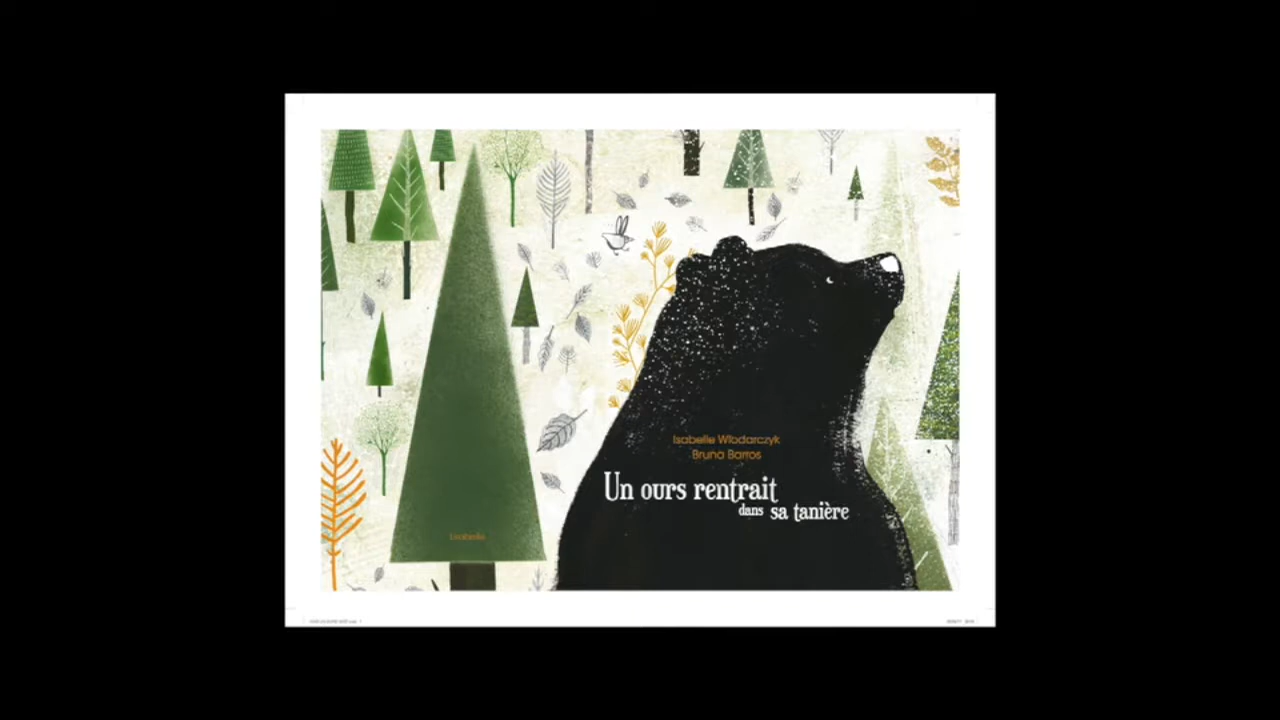 Isabelle Wlodarczyk
Bruna Barros
Un ours rentrait
dans sa tanière